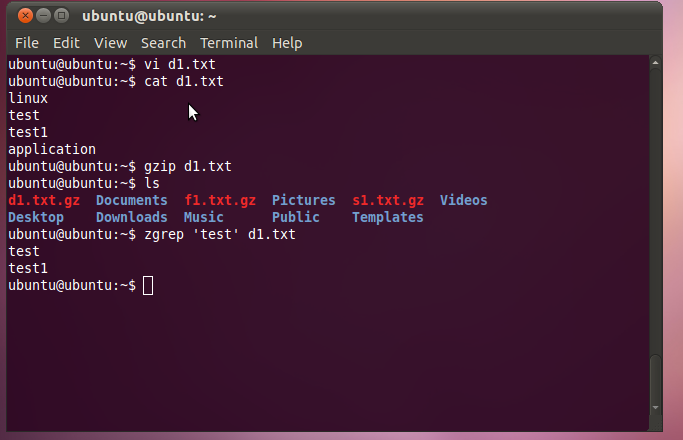 ubuntu@ubuntu: ~
File Edit View Search Terminal Help
ubuntu@ubuntu:~$ vi d1.txt
ubuntu@ubuntu:~$ cat d1.txt
linux
test
test1
application
ubuntu@ubuntu:~$ gzip d1.txt
ubuntu@ubuntu:~$ ls
d1.txt.gz Documents f1.txt.gz Pictures s1.txt.gz Videos
Desktop Downloads Music Public Templates
ubuntu@ubuntu:~$ zgrep 'test' d1.txt
test
test1
ubuntu@ubuntu:~$